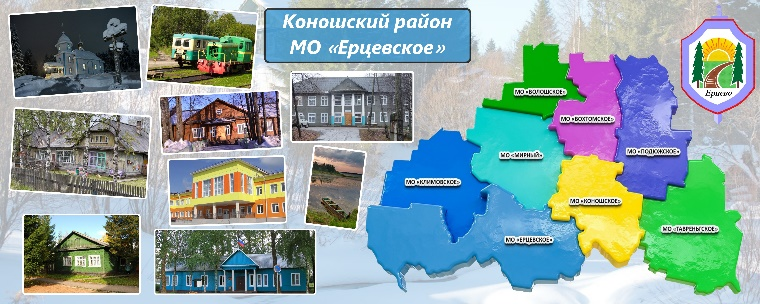 Коношский район
МО «Ерцевское»
МО «ВОЛОШСКОЕ»
МО «ВОХТОМСКОЕ»
МО «МИРНЫЙ»
МО «ПОДЮЖСКОЕ»
МО «КЛИМОВСКОЕ»
МО «КОНОШСКОЕ»
МО «ТАВРЕНЬГСКОЕ»
МО «ЕРЦЕВСКОЕ»
Ерцево